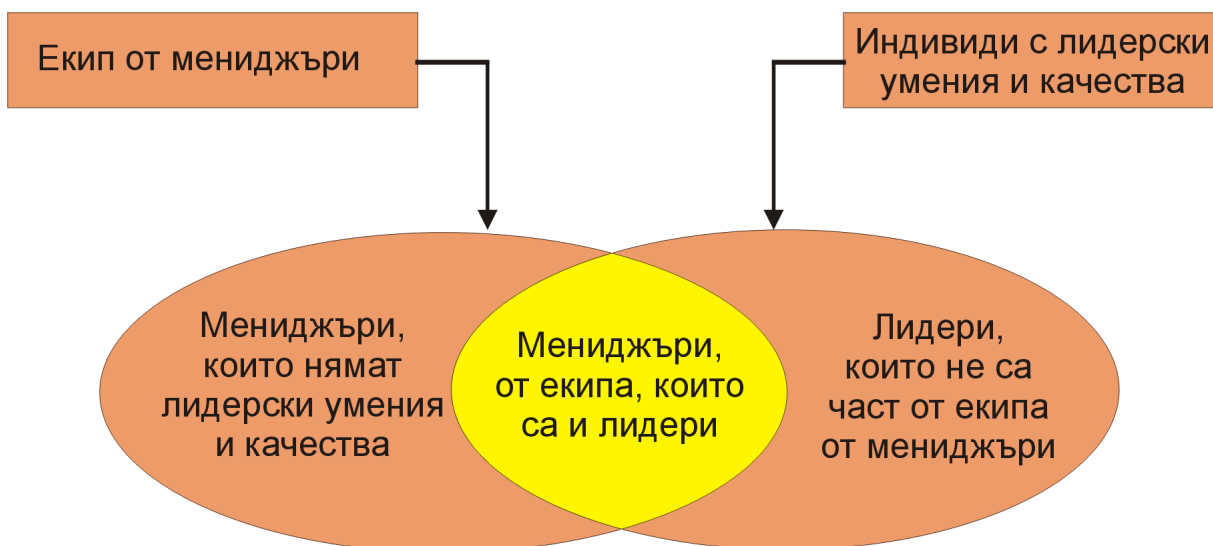 Екип от мениджъри
Индивиди с лидерски
умения и качества
Мениджъри,
които нямат
лидерски умения
и качества
Мениджъри,
от екипа, които
са и лидери
Лидери,
които не са
част от екипа
от мениджъри